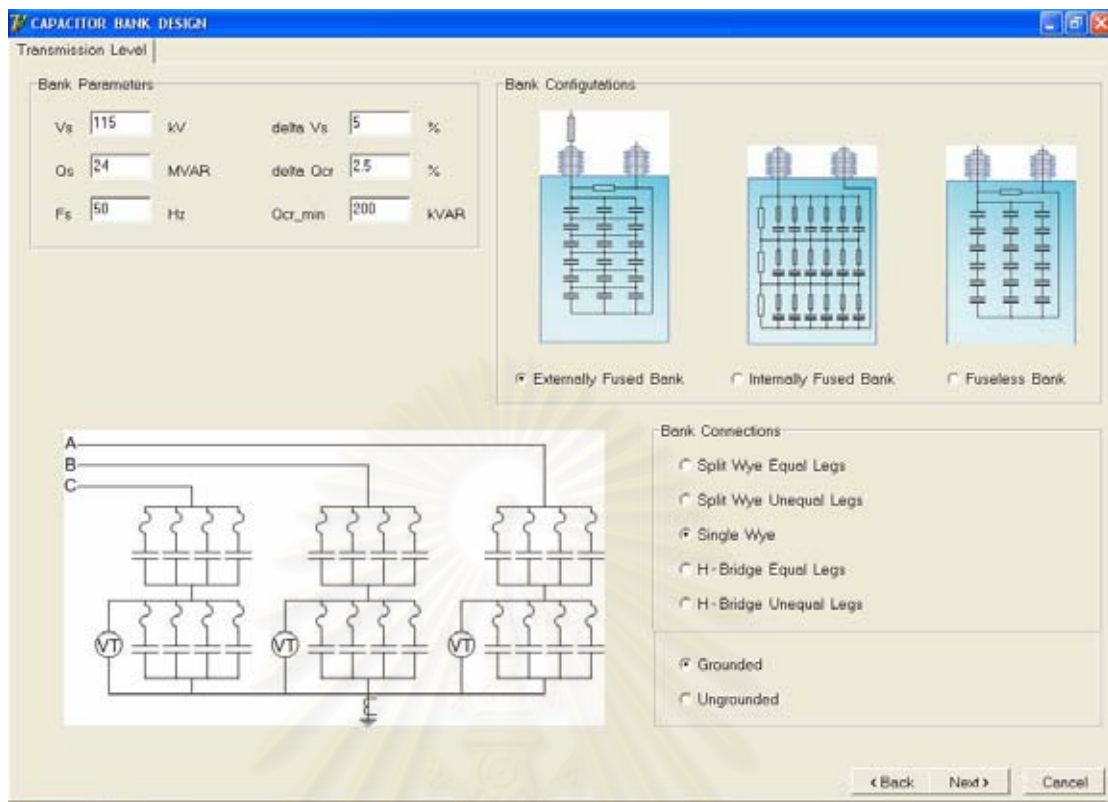 CAPACITOR BANK DESIGN
Transmission Level
Bank Parameters
Vs 115 kV delta Vs 5 %
Qs 24 MVAR delta Qcr 2.5 %
Fs 50 Hz Qcr_min 200 kVAR
Bank Configutations
Externally Fused Bank Internally Fused Bank Fuseless Bank
A
B
C
VT VT VT
Bank Connections
Split Wye Equal Legs
Split Wye Unequal Legs
Single Wye
H-Bridge Equal Legs
H-Bridge Unequal Legs
Grounded
Ungrounded
< Back Next > Cancel